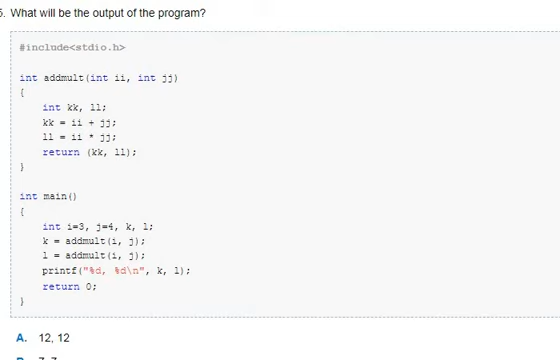 5. What will be the output of the program?
#include<stdio.h>
int addmult(int ii, int jj)
{
int kk, ll;
kk = ii + jj;
ll = ii * jj;
return (kk, ll);
}
int main()
{
int i=3, j=4, k, l;
k = addmult(i, j);
l = addmult(i, j);
printf("%d, %d\n", k, l);
return 0;
}
A. 12, 12